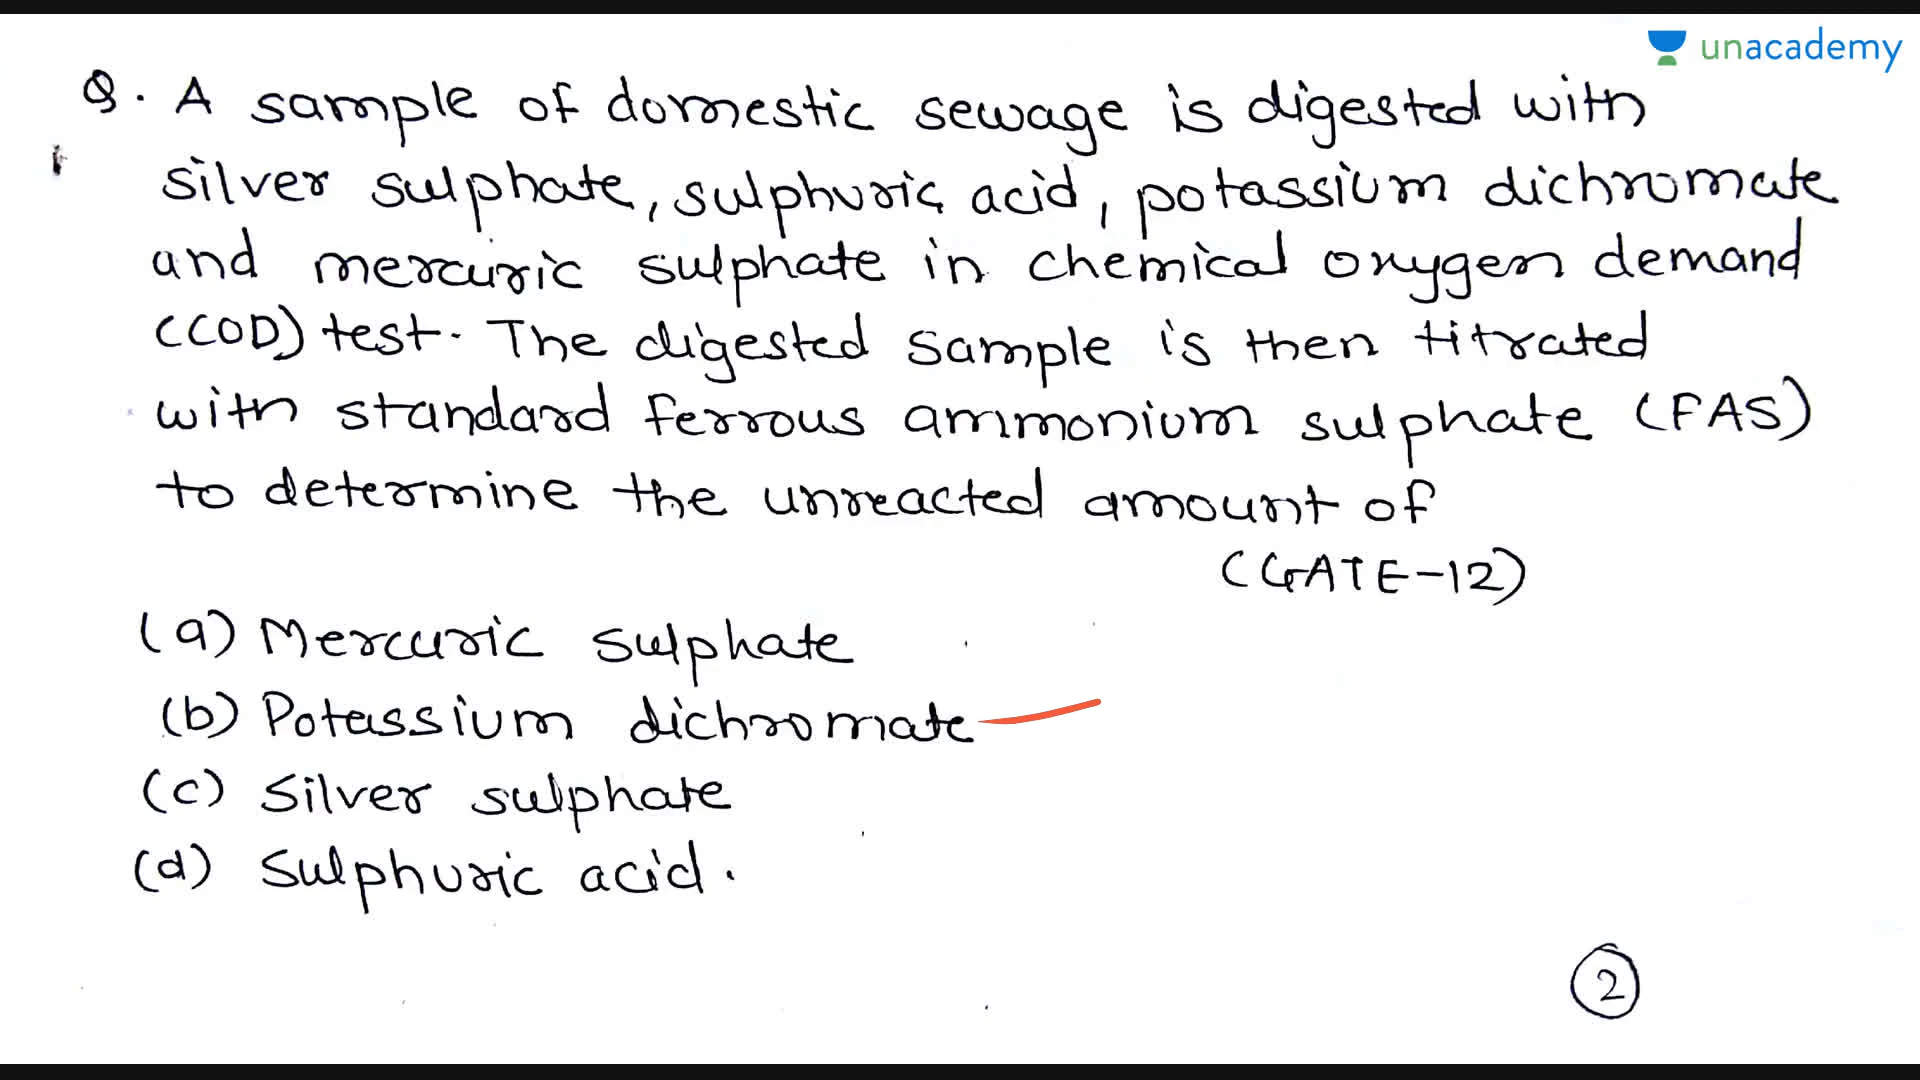 unacademy
Q. A sample of domestic sewage is digested with
silver sulphate, sulphuric acid, potassium dichromate
and mercuric sulphate in chemical oxygen demand
(COD) test. The digested sample is then titrated
with standard ferrous ammonium sulphate (FAS)
to determine the unreacted amount of
(GATE-12)
(a) Mercuric sulphate
(b) Potassium dichromate
(c) Silver sulphate
(d) Sulphuric acid.
2